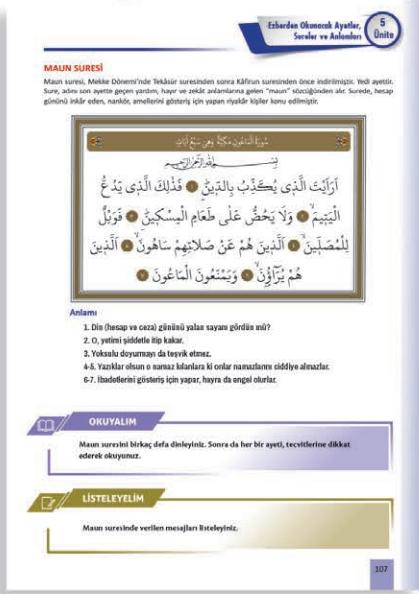 Ezberden Okunacak Ayetler,
Sureler ve Anlamları
5
Ünite
MAUN SURESİ
Maun suresi, Mekke Dönemi'nde Tekâsür suresinden sonra Kâfirun suresinden önce indirilmiştir. Yedi ayettir.
Sure, adını son ayette geçen yardım, hayır ve zekât anlamlarına gelen "maun" sözcüğünden alır. Surede, hesap
gününü inkâr eden, nankör, amellerini gösteriş için yapan riyakâr kişiler konu edilmiştir.
سُورَةُ الْمَاعُونِ مَكِّيَّةٌ وَهِيَ سَبْعُ اٰيَاتٍ
بِسْمِ اللّٰهِ الرَّحْمٰنِ الرَّحِيمِ
اَرَاَيْتَ الَّذِي يُكَذِّبُ بِالدِّينِۜ ١ فَذٰلِكَ الَّذِي يَدُعُّ
الْيَتِيمَۙ ٢ وَلَا يَحُضُّ عَلٰى طَعَامِ الْمِسْكِينِۜ ٣ فَوَيْلٌ
لِلْمُصَلِّينَۙ ٤ اَلَّذِينَ هُمْ عَنْ صَلَاتِهِمْ سَاهُونَۙ ٥ اَلَّذِينَ
هُمْ يُرَٓاؤُ۫نَۙ ٦ وَيَمْنَعُونَ الْمَاعُونَ ٧
Anlamı
1. Din (hesap ve ceza) gününü yalan sayanı gördün mü?
2. O, yetimi şiddetle itip kakar.
3. Yoksulu doyurmayı da teşvik etmez.
4-5. Yazıklar olsun o namaz kılanlara ki onlar namazlarını ciddiye almazlar.
6-7. İbadetlerini gösteriş için yapar, hayra da engel olurlar.
OKUYALIM
Maun suresini birkaç defa dinleyiniz. Sonra da her bir ayeti, tecvitlerine dikkat
ederek okuyunuz.
LİSTELEYELİM
Maun suresinde verilen mesajları listeleyiniz.
107